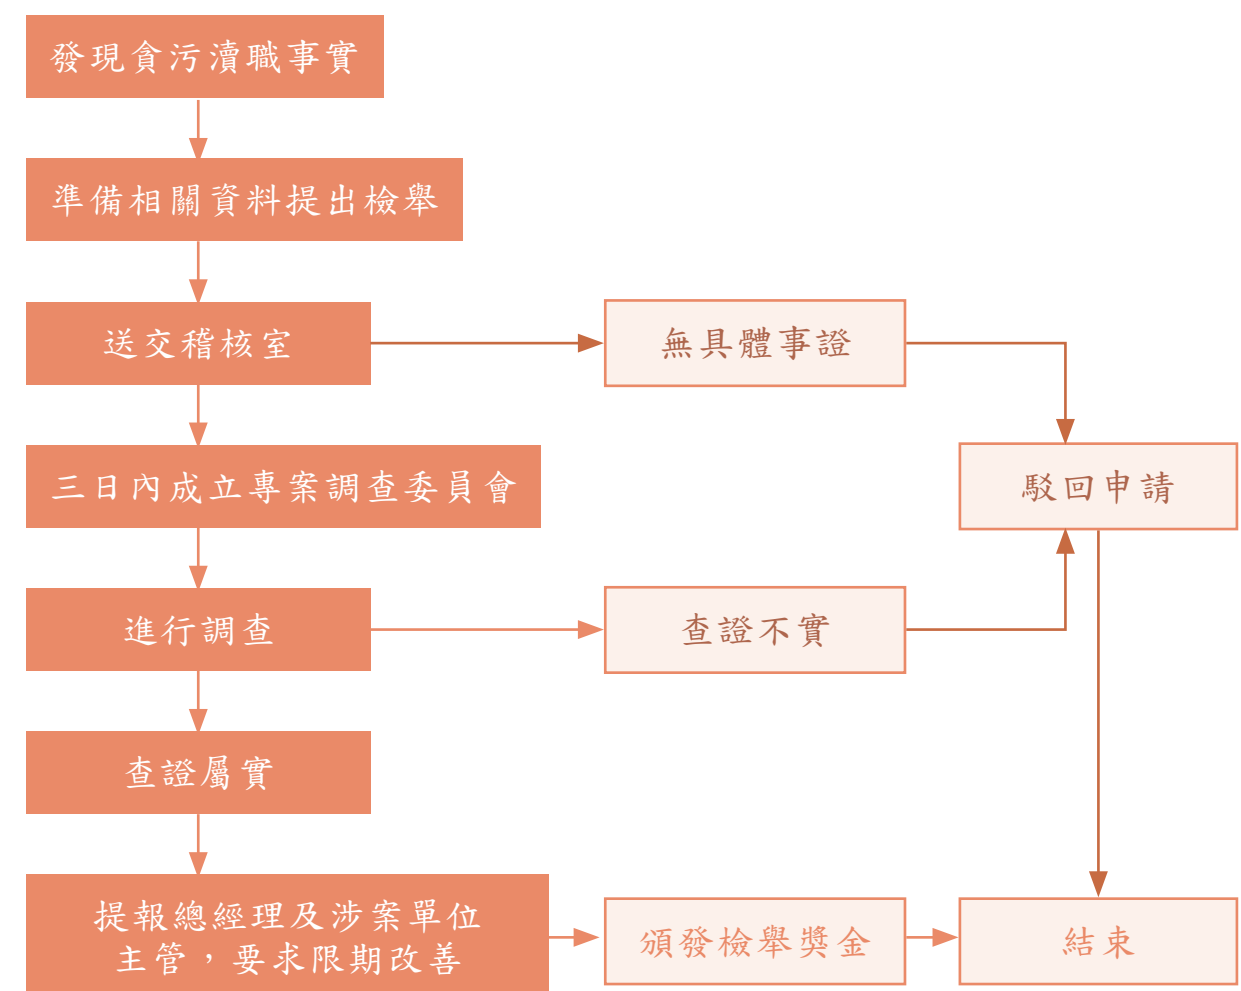 發現貪污瀆職事實
準備相關資料提出檢舉
送交稽核室
無具體事證
三日內成立專案調查委員會
駁回申請
進行調查
查證不實
查證屬實
提報總經理及涉案單位
主管，要求限期改善
頒發檢舉獎金
結束